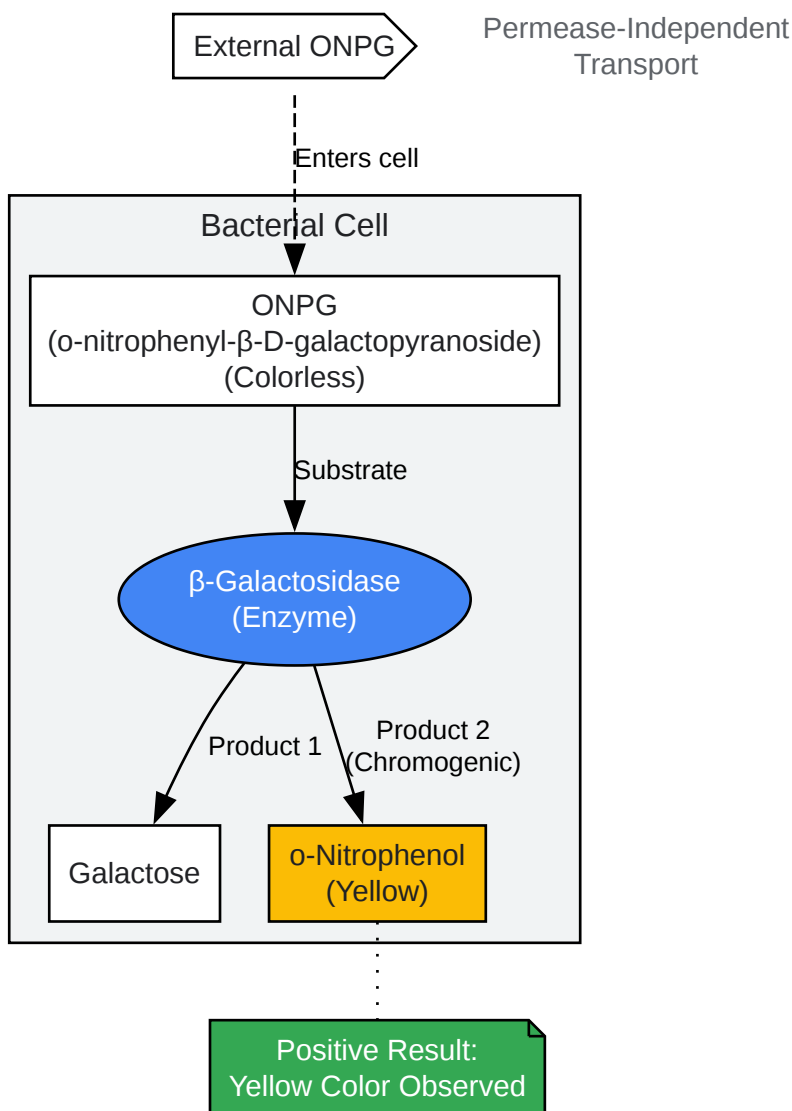 External ONPG
Permease-Independent
Transport
Enters cell
Bacterial Cell
ONPG
(o-nitrophenyl-β-D-galactopyranoside)
(Colorless)
Substrate
β-Galactosidase
(Enzyme)
Product 1
Product 2
(Chromogenic)
Galactose
o-Nitrophenol
(Yellow)
Positive Result:
Yellow Color Observed